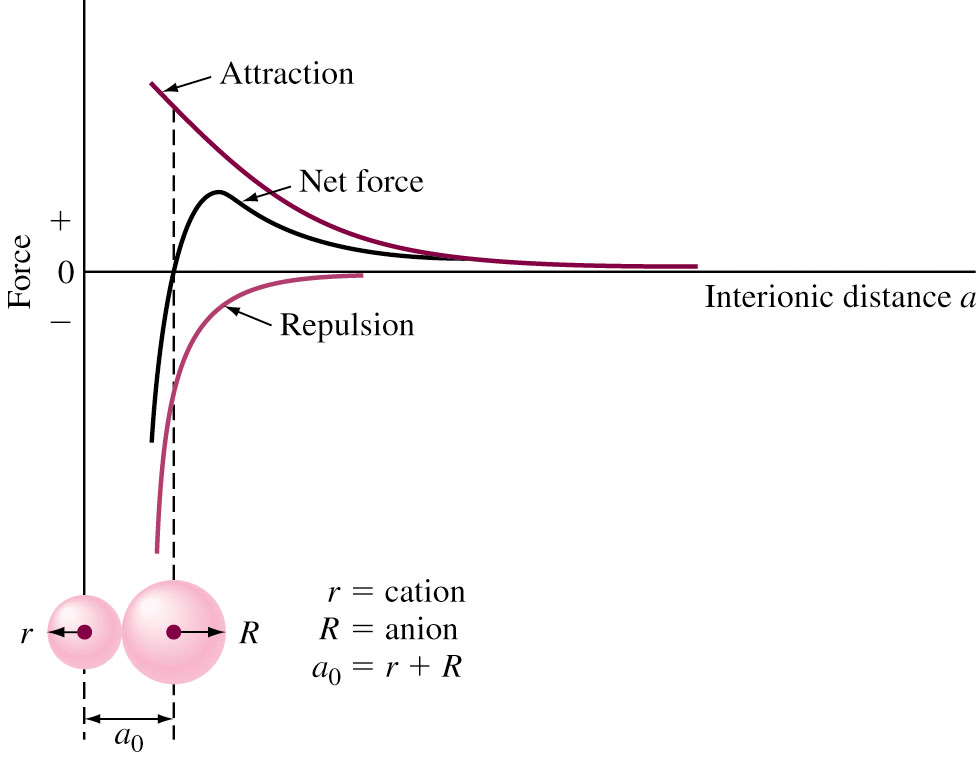 Attraction
Net force
+
0
−
Force
Interionic distance a
Repulsion
r = cation
R = anion
a₀ = r + R
r
R
a₀